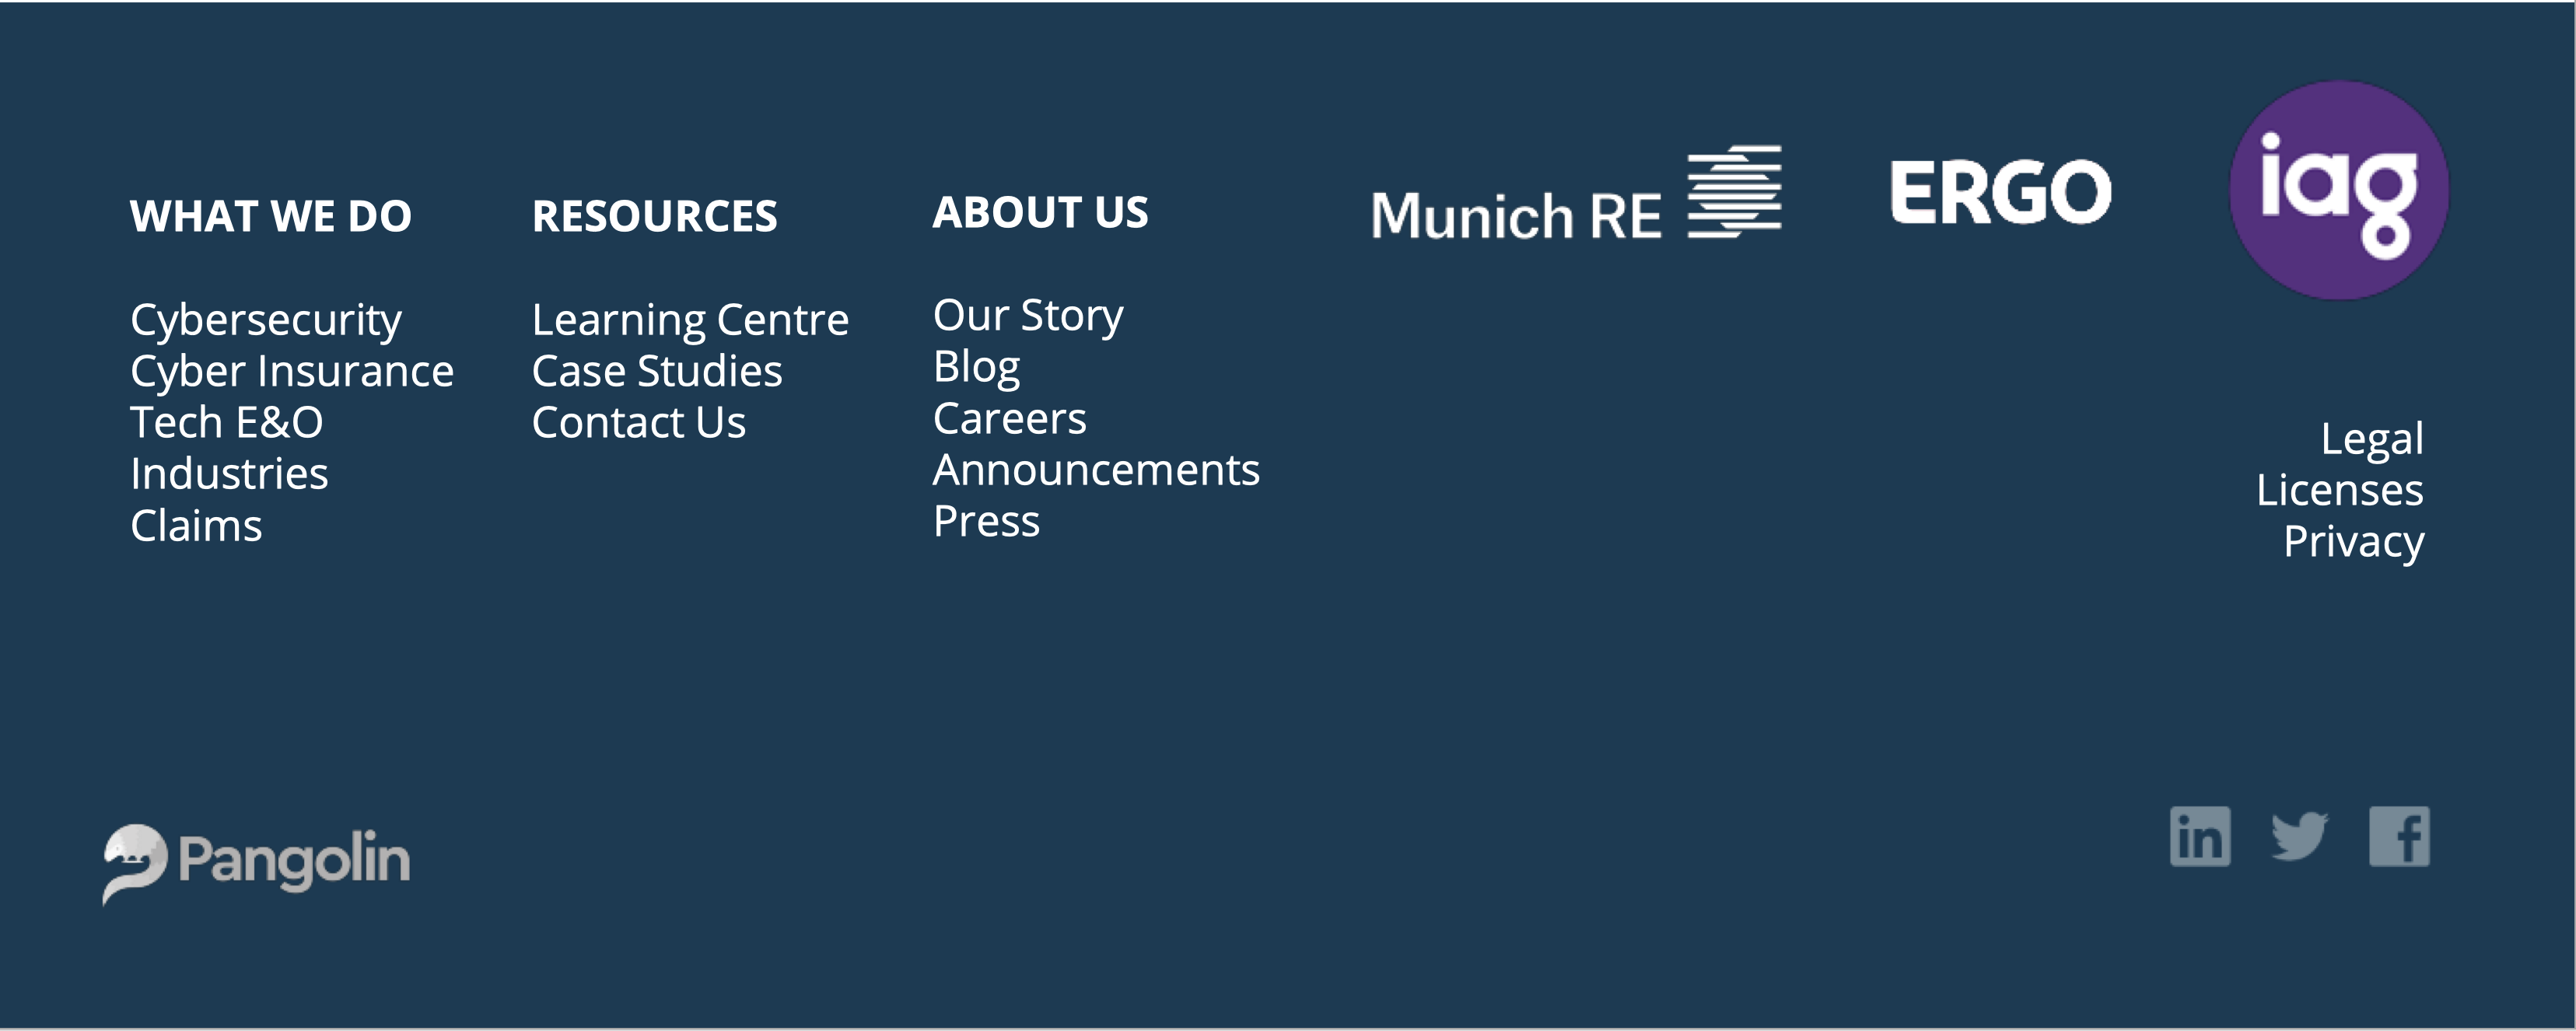 WHAT WE DO
Cybersecurity
Cyber Insurance
Tech E&O
Industries
Claims
RESOURCES
Learning Centre
Case Studies
Contact Us
ABOUT US
Our Story
Blog
Careers
Announcements
Press
Munich RE
ERGO
iag
Legal
Licenses
Privacy
Pangolin
in
f